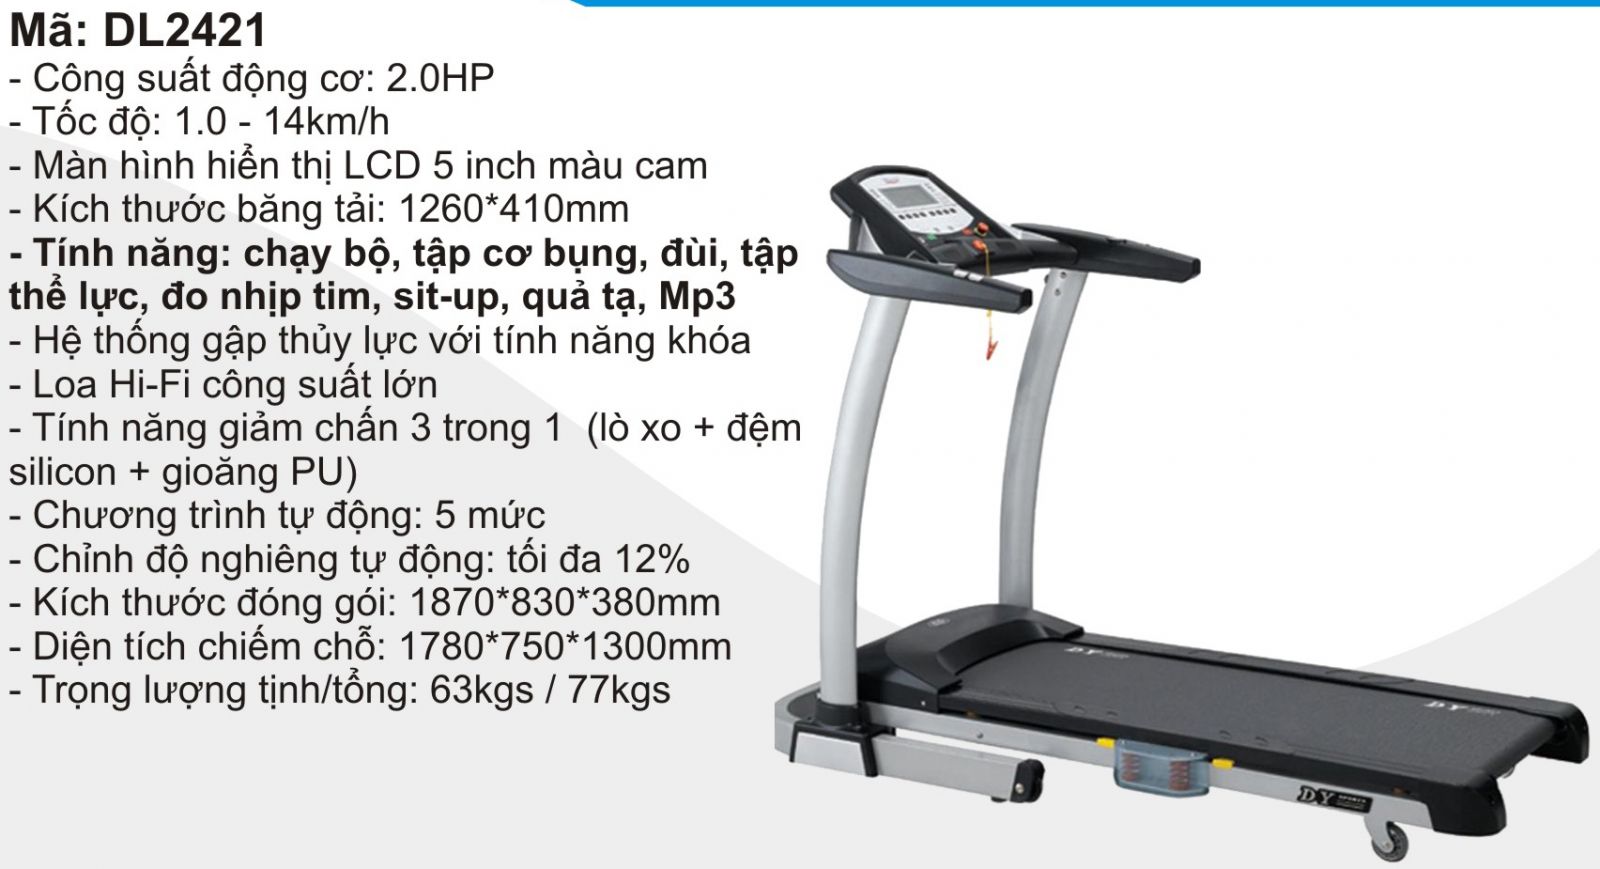 Mã: DL2421
- Công suất động cơ: 2.0HP
- Tốc độ: 1.0 - 14km/h
- Màn hình hiển thị LCD 5 inch màu cam
- Kích thước băng tải: 1260*410mm
- Tính năng: chạy bộ, tập cơ bụng, đùi, tập
thể lực, đo nhịp tim, sit-up, quả tạ, Mp3
- Hệ thống gập thủy lực với tính năng khóa
- Loa Hi-Fi công suất lớn
- Tính năng giảm chấn 3 trong 1 (lò xo + đệm
silicon + gioăng PU)
- Chương trình tự động: 5 mức
- Chỉnh độ nghiêng tự động: tối đa 12%
- Kích thước đóng gói: 1870*830*380mm
- Diện tích chiếm chỗ: 1780*750*1300mm
- Trọng lượng tịnh/tổng: 63kgs / 77kgs
DY
DY
DY